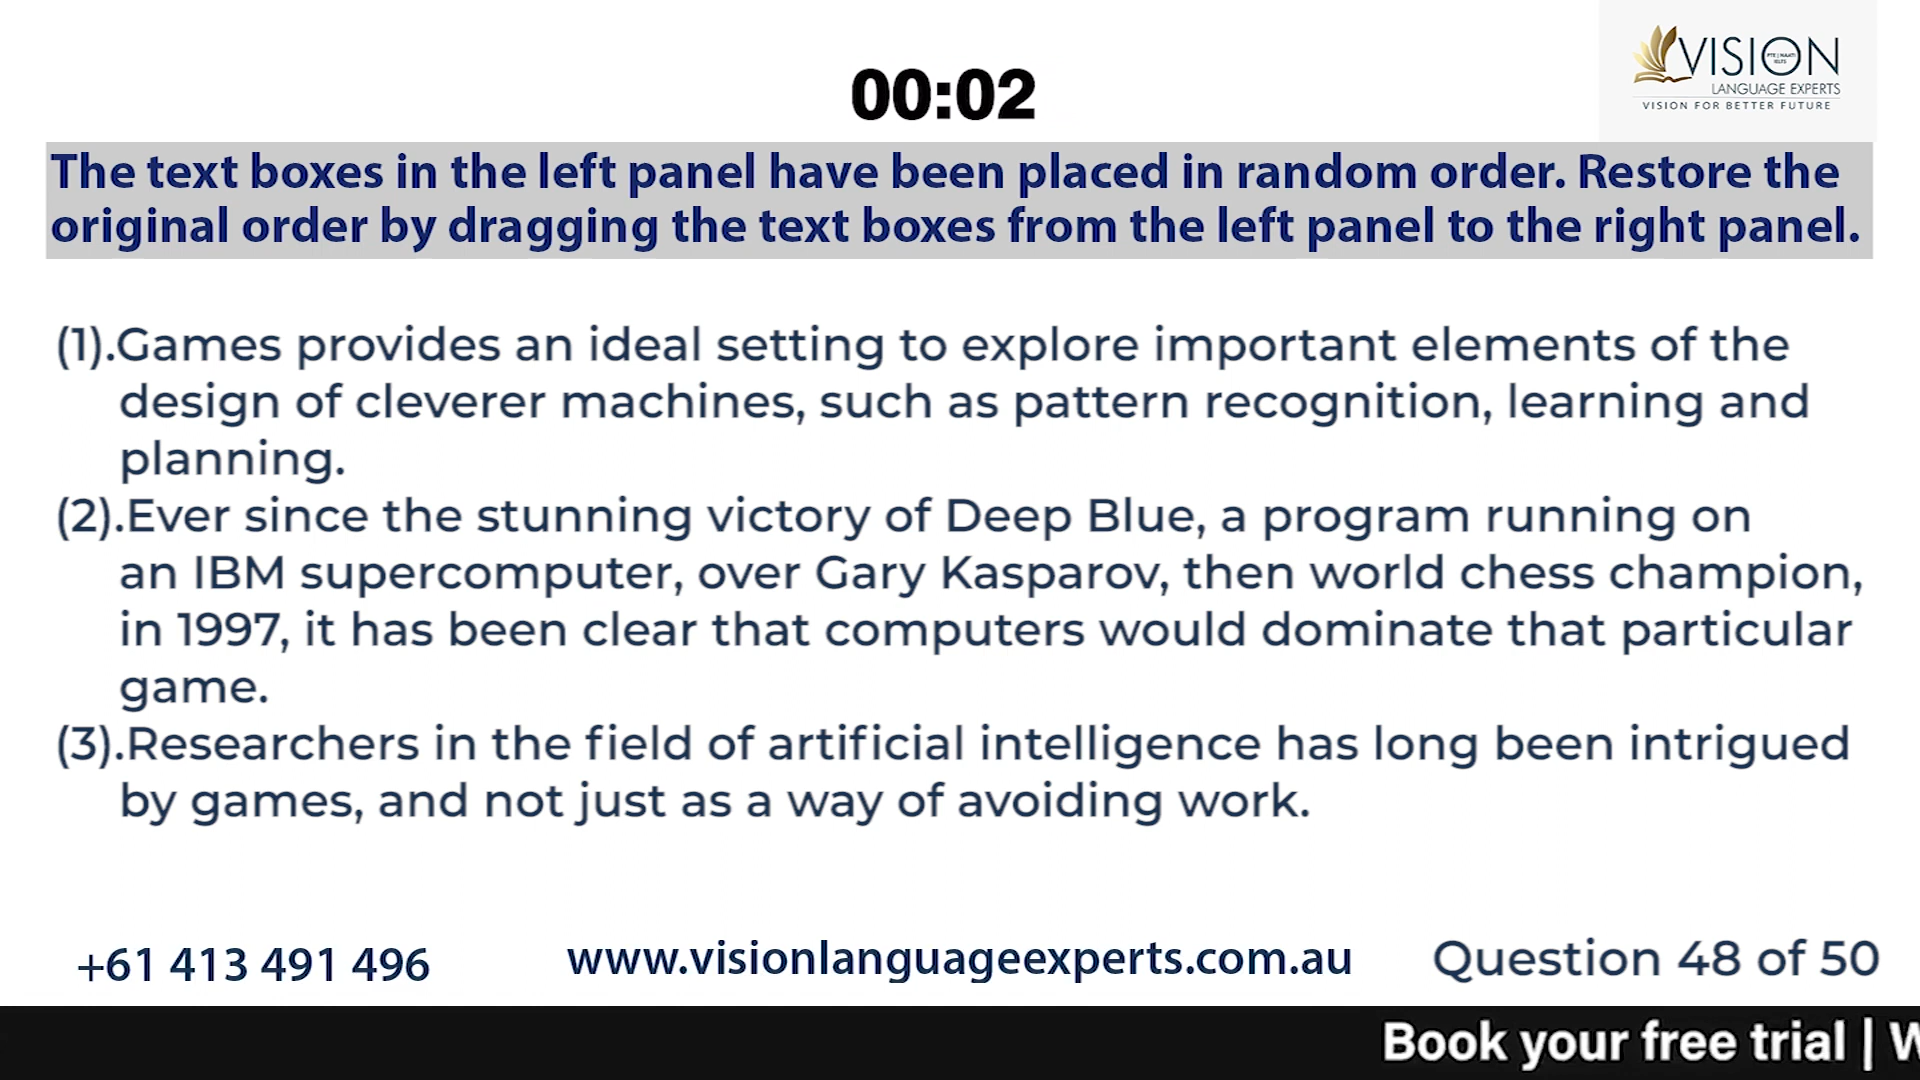 VISION
PTE | NAATI
IELTS
LANGUAGE EXPERTS
VISION FOR BETTER FUTURE
00:02
The text boxes in the left panel have been placed in random order. Restore the
original order by dragging the text boxes from the left panel to the right panel.
(1).Games provides an ideal setting to explore important elements of the
design of cleverer machines, such as pattern recognition, learning and
planning.
(2).Ever since the stunning victory of Deep Blue, a program running on
an IBM supercomputer, over Gary Kasparov, then world chess champion,
in 1997, it has been clear that computers would dominate that particular
game.
(3).Researchers in the field of artificial intelligence has long been intrigued
by games, and not just as a way of avoiding work.
+61 413 491 496
www.visionlanguageexperts.com.au
Question 48 of 50
Book your free trial |